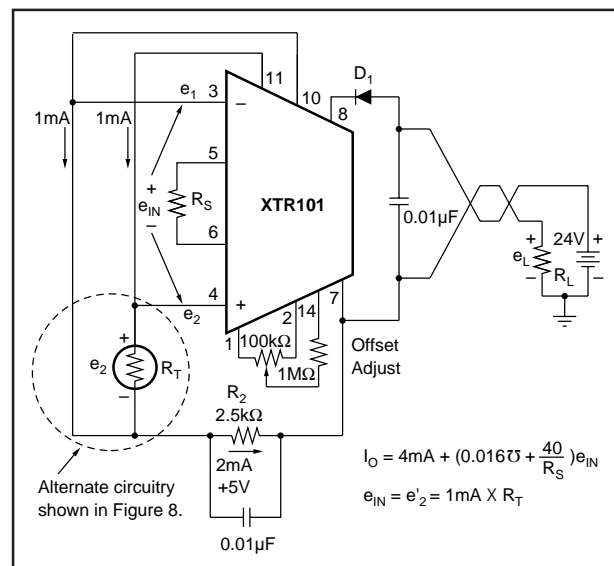 11
10
D1
e1
3
−
8
1mA
1mA
5
+
eIN
−
RS
XTR101
0.01µF
6
+
eL
−
RL
24V
+
−
4
+
e2
7
14
2
1
100kΩ
1MΩ
Offset
Adjust
+
e2
−
RT
R2
2.5kΩ
2mA
+5V
0.01µF
Alternate circuitry
shown in Figure 8.
IO = 4mA + (0.016℧ + 40/RS )eIN
eIN = e'2 = 1mA X RT